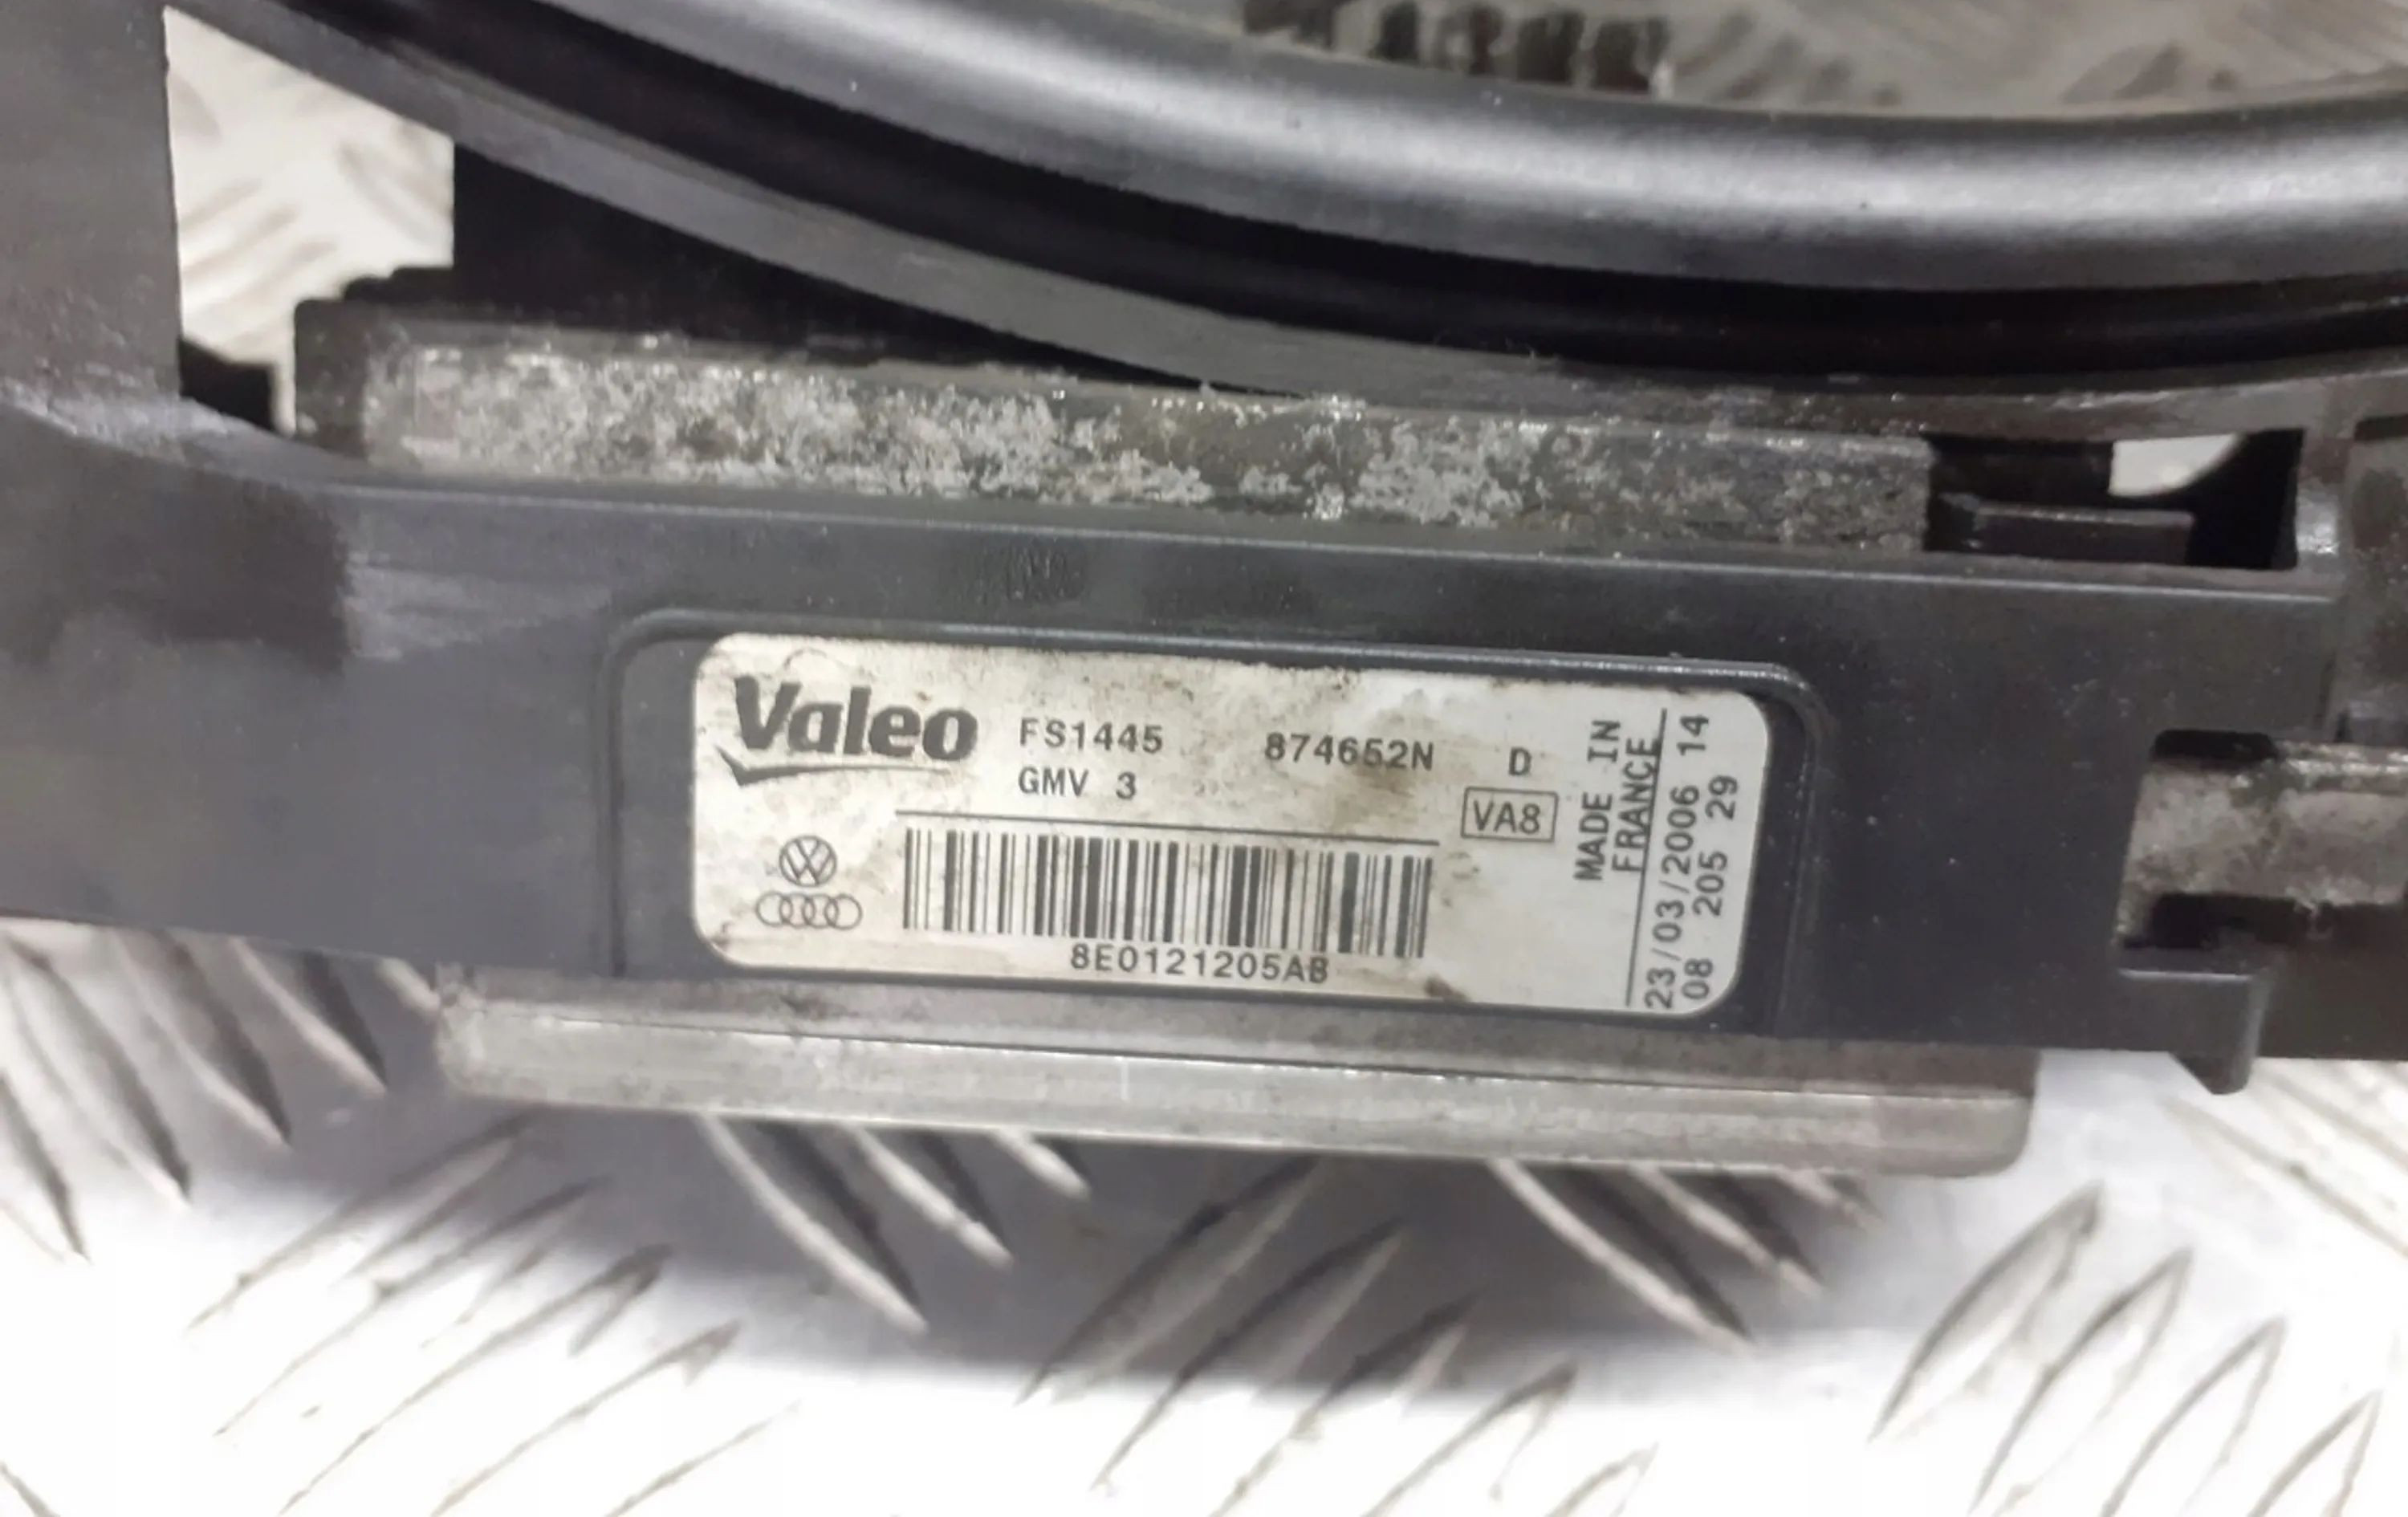 Valeo
FS1445 874652N D
GMV 3
VA8
8E0121205AB
MADE IN
FRANCE
23/03/2006 14
08 205 29